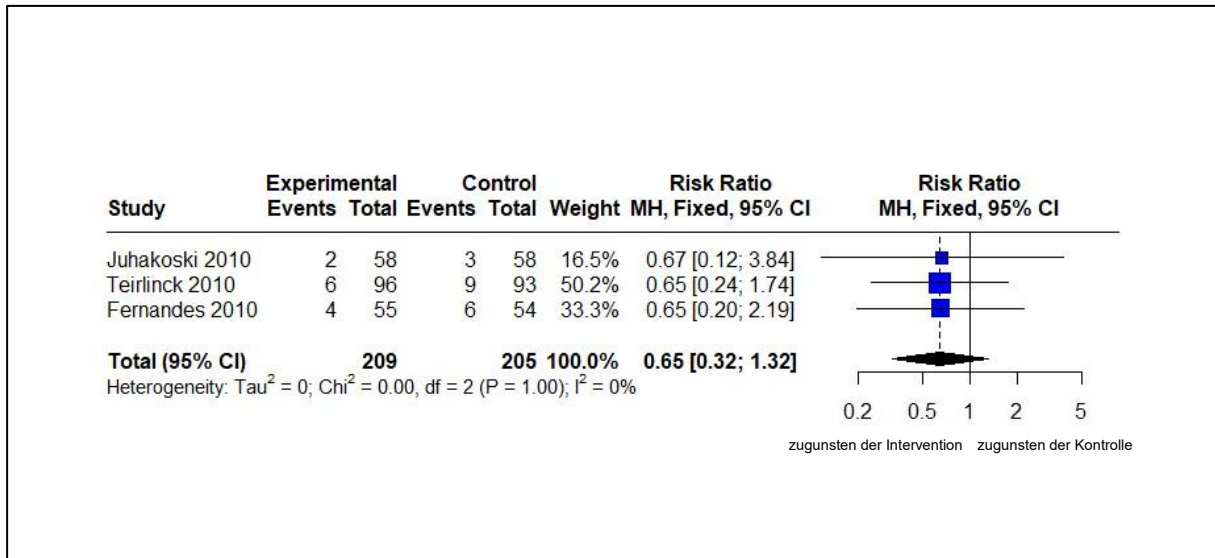 Experimental Control Risk Ratio Risk Ratio
Study Events Total Events Total Weight MH, Fixed, 95% CI MH, Fixed, 95% CI
Juhakoski 2010 2 58 3 58 16.5% 0.67 [0.12; 3.84]
Teirlinck 2010 6 96 9 93 50.2% 0.65 [0.24; 1.74]
Fernandes 2010 4 55 6 54 33.3% 0.65 [0.20; 2.19]
Total (95% CI) 209 205 100.0% 0.65 [0.32; 1.32]
Heterogeneity: Tau² = 0; Chi² = 0.00, df = 2 (P = 1.00); I² = 0%
0.2 0.5 1 2 5
zugunsten der Intervention zugunsten der Kontrolle